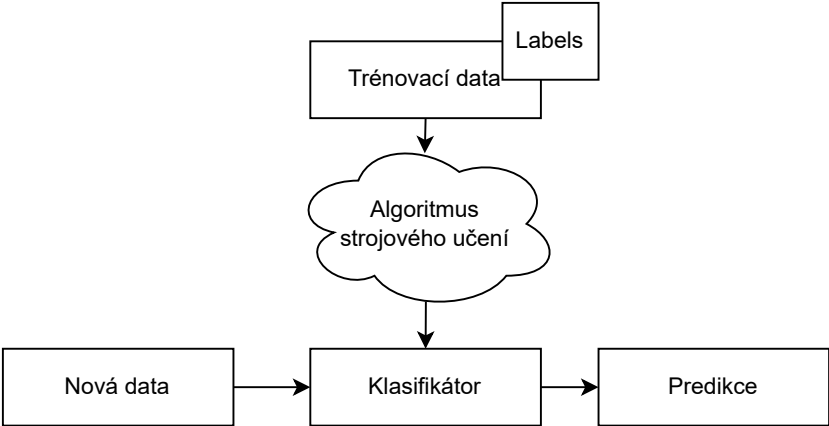 Labels
Trénovací data
Algoritmus
strojového učení
Nová data
Klasifikátor
Predikce